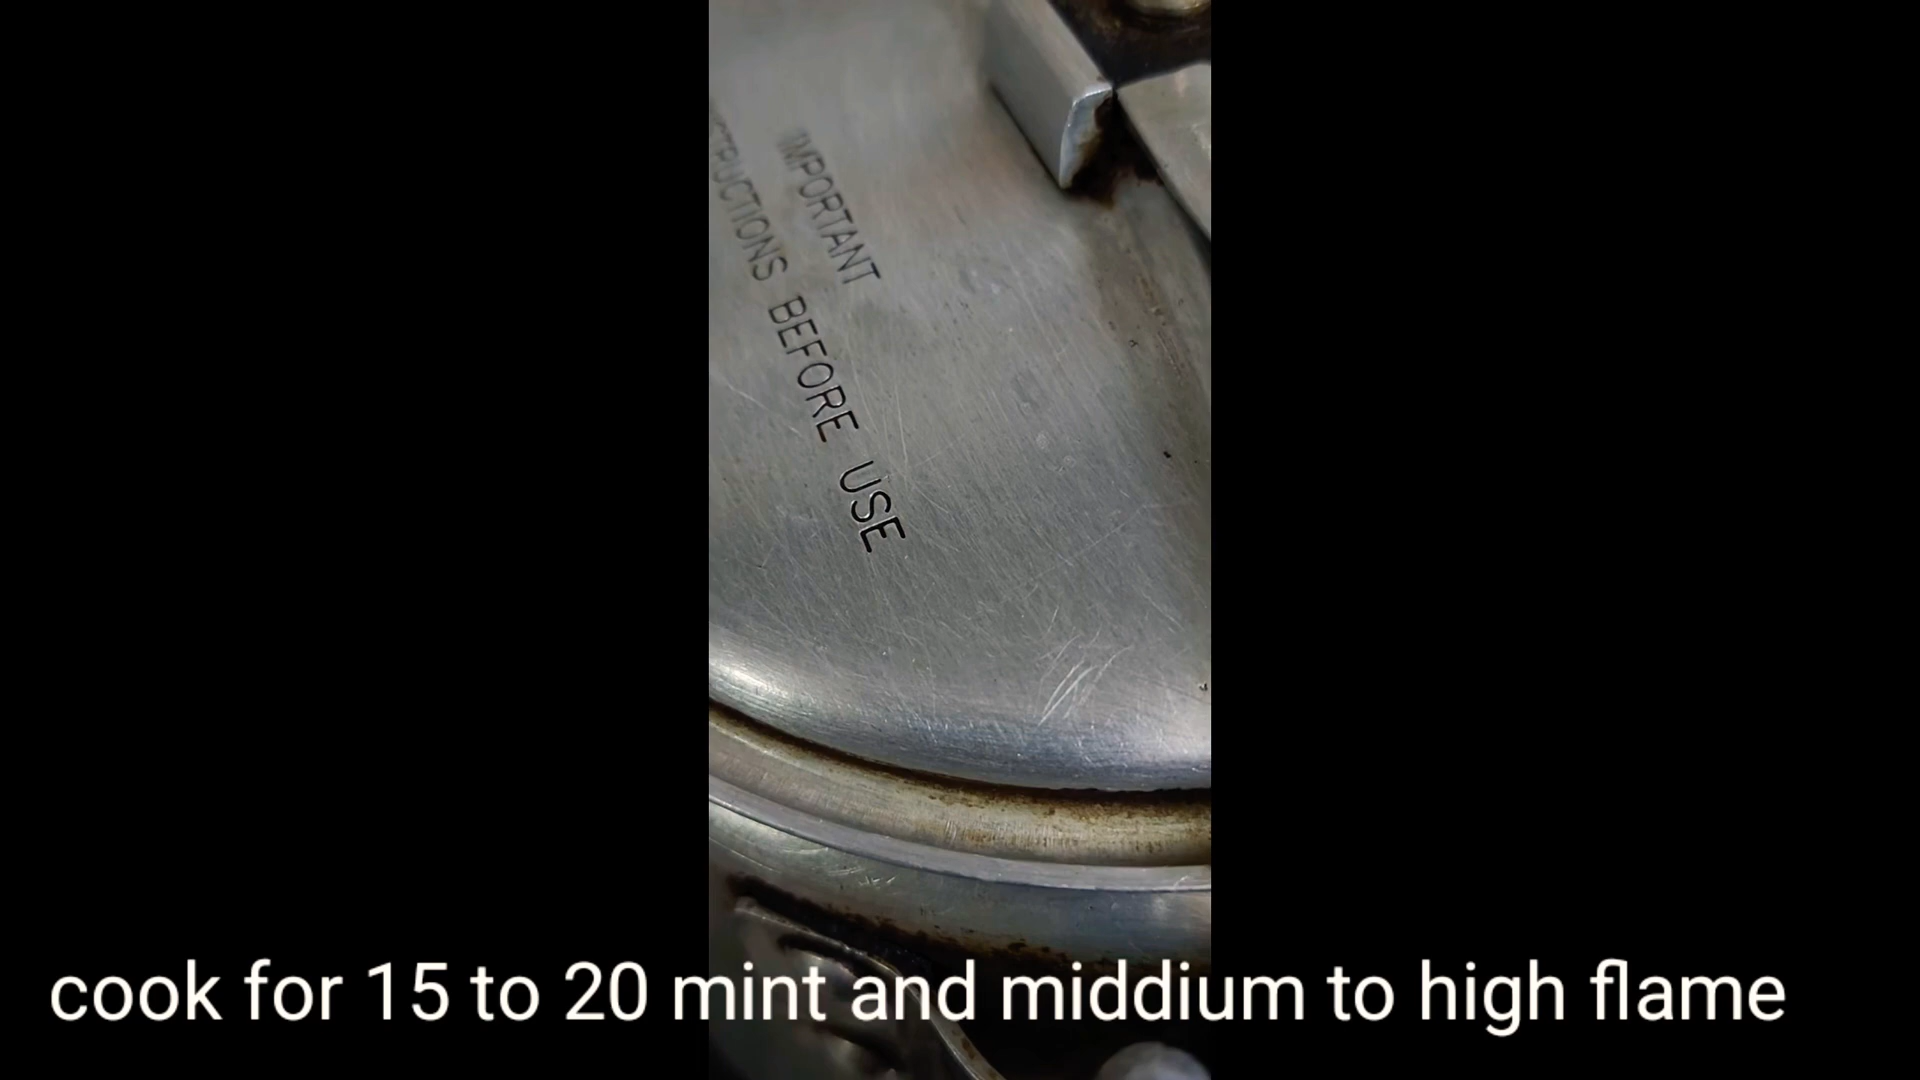 IMPORTANT
BEFORE USE
cook for 15 to 20 mint and middium to high flame